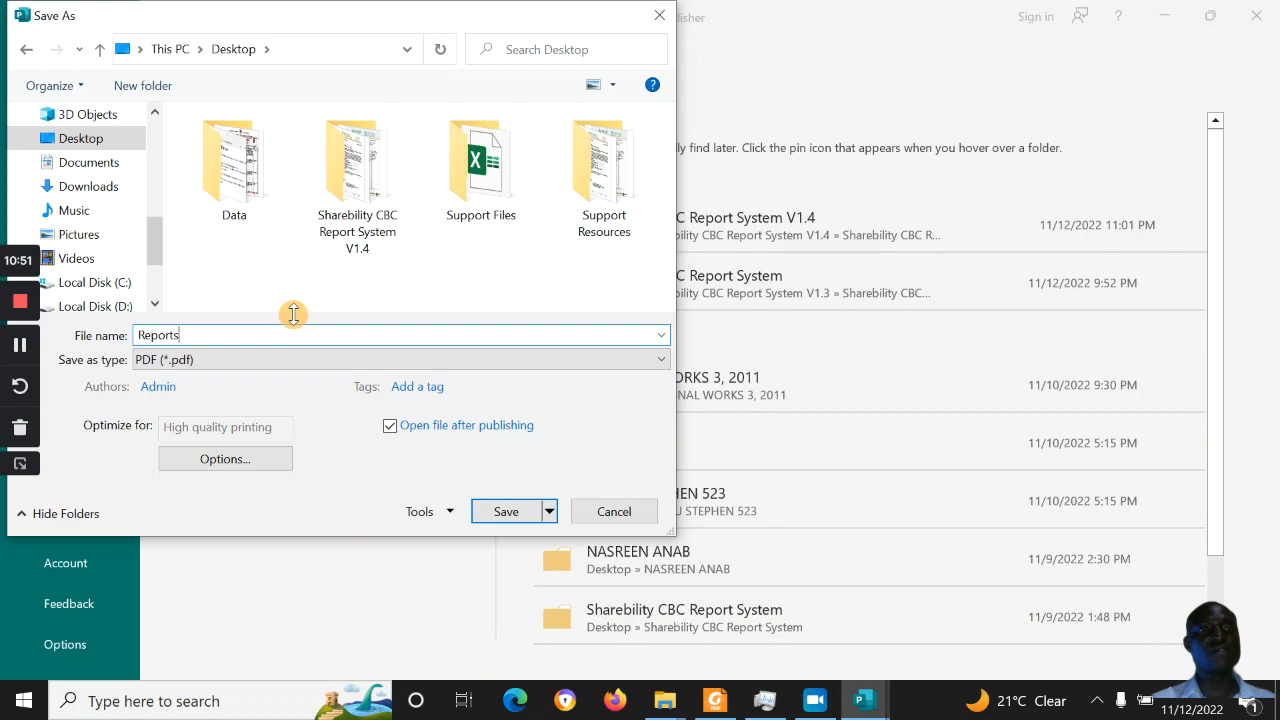 Save As
lisher
Sign in
?
This PC
Desktop
Search Desktop
Organize
New folder
?
3D Objects
Desktop
Documents
Downloads
Music
Pictures
Videos
Local Disk (C:)
Local Disk (D:)
Data
Sharebility CBC
Report System
V1.4
Support Files
Support
Resources
10:51
File name: Reports
Save as type: PDF (*.pdf)
Authors: Admin
Tags: Add a tag
Optimize for: High quality printing
Open file after publishing
Options...
Hide Folders
Tools
Save
Cancel
ly find later. Click the pin icon that appears when you hover over a folder.
C Report System V1.4
bility CBC Report System V1.4 » Sharebility CBC R...
11/12/2022 11:01 PM
C Report System
bility CBC Report System V1.3 » Sharebility CBC...
11/12/2022 9:52 PM
ORKS 3, 2011
NAL WORKS 3, 2011
11/10/2022 9:30 PM
11/10/2022 5:15 PM
HEN 523
U STEPHEN 523
11/10/2022 5:15 PM
NASREEN ANAB
Desktop » NASREEN ANAB
11/9/2022 2:30 PM
Sharebility CBC Report System
Desktop » Sharebility CBC Report System
11/9/2022 1:48 PM
Account
Feedback
Options
Type here to search
21°C Clear
11/12/2022
1